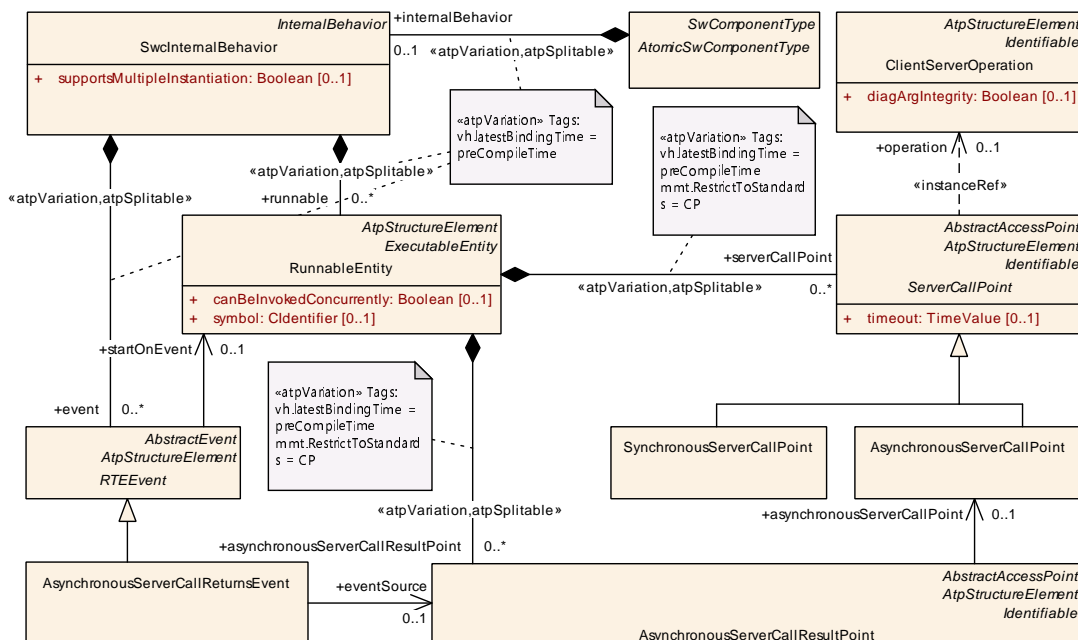 InternalBehavior
SwcInternalBehavior
+ supportsMultipleInstantiation: Boolean [0..1]
+internalBehavior
0..1
«atpVariation,atpSplitable»
SwComponentType
AtomicSwComponentType
AtpStructureElement
Identifiable
ClientServerOperation
+ diagArgIntegrity: Boolean [0..1]
«atpVariation» Tags:
vh.latestBindingTime =
preCompileTime
«atpVariation» Tags:
vh.latestBindingTime =
preCompileTime
mmt.RestrictToStandard
s = CP
+operation
0..1
«instanceRef»
«atpVariation,atpSplitable»
«atpVariation,atpSplitable»
+runnable
0..*
AtpStructureElement
ExecutableEntity
RunnableEntity
+ canBeInvokedConcurrently: Boolean [0..1]
+ symbol: CIdentifier [0..1]
+serverCallPoint
«atpVariation,atpSplitable»
0..*
AbstractAccessPoint
AtpStructureElement
Identifiable
ServerCallPoint
+ timeout: TimeValue [0..1]
+startOnEvent
0..1
+event
0..*
«atpVariation» Tags:
vh.latestBindingTime =
preCompileTime
mmt.RestrictToStandard
s = CP
AbstractEvent
AtpStructureElement
RTEEvent
SynchronousServerCallPoint
AsynchronousServerCallPoint
«atpVariation,atpSplitable»
+asynchronousServerCallPoint
0..1
+asynchronousServerCallResultPoint
0..*
AsynchronousServerCallReturnsEvent
+eventSource
0..1
AbstractAccessPoint
AtpStructureElement
Identifiable
AsynchronousServerCallResultPoint